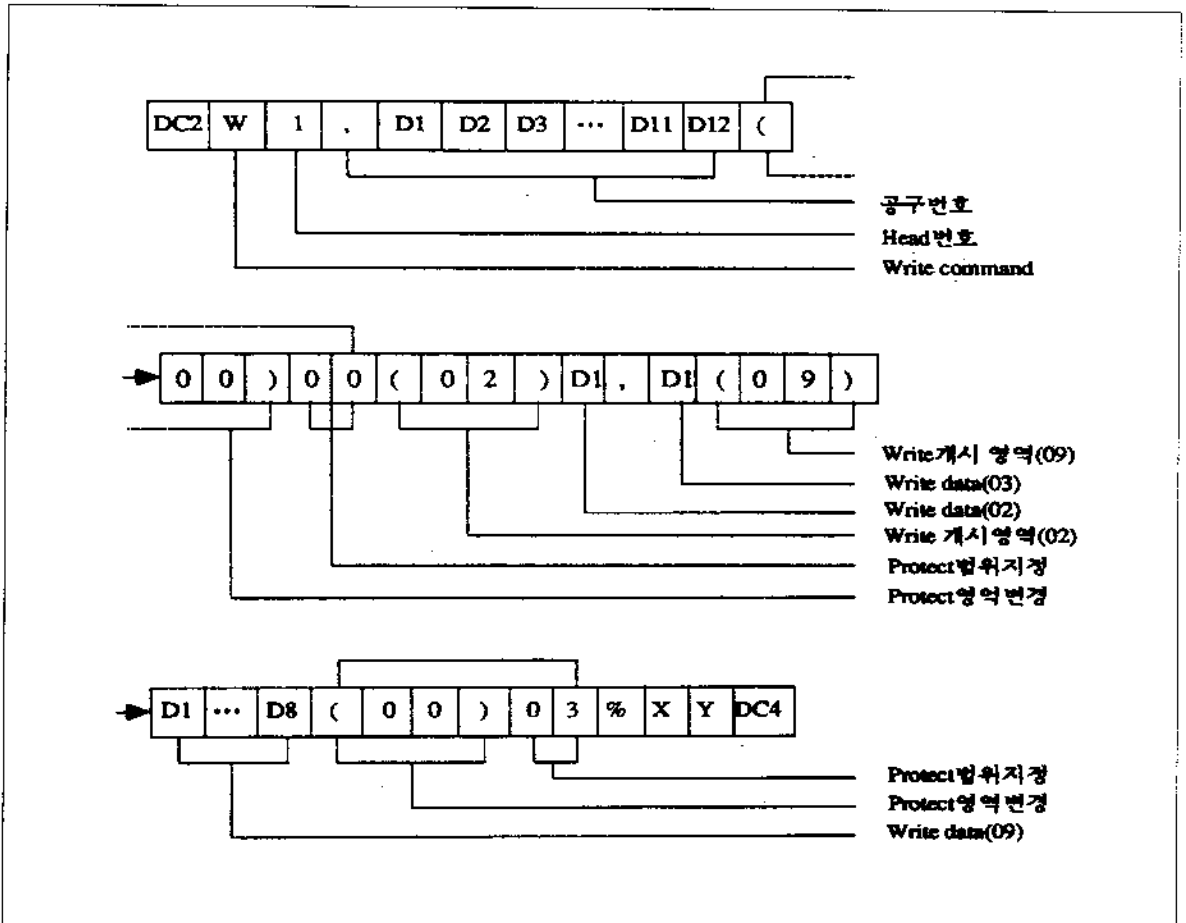 DC2 W 1 , D1 D2 D3 ... D11 D12 (
공구번호
Head번호
Write command
0 0 ) 0 0 ( 0 2 ) D1 , D1 ( 0 9 )
Write개시 영역(09)
Write data(03)
Write data(02)
Write 개시영역(02)
Protect범위지정
Protect영역변경
D1 ... D8 ( 0 0 ) 0 3 % X Y DC4
Protect범위지정
Protect영역변경
Write data(09)